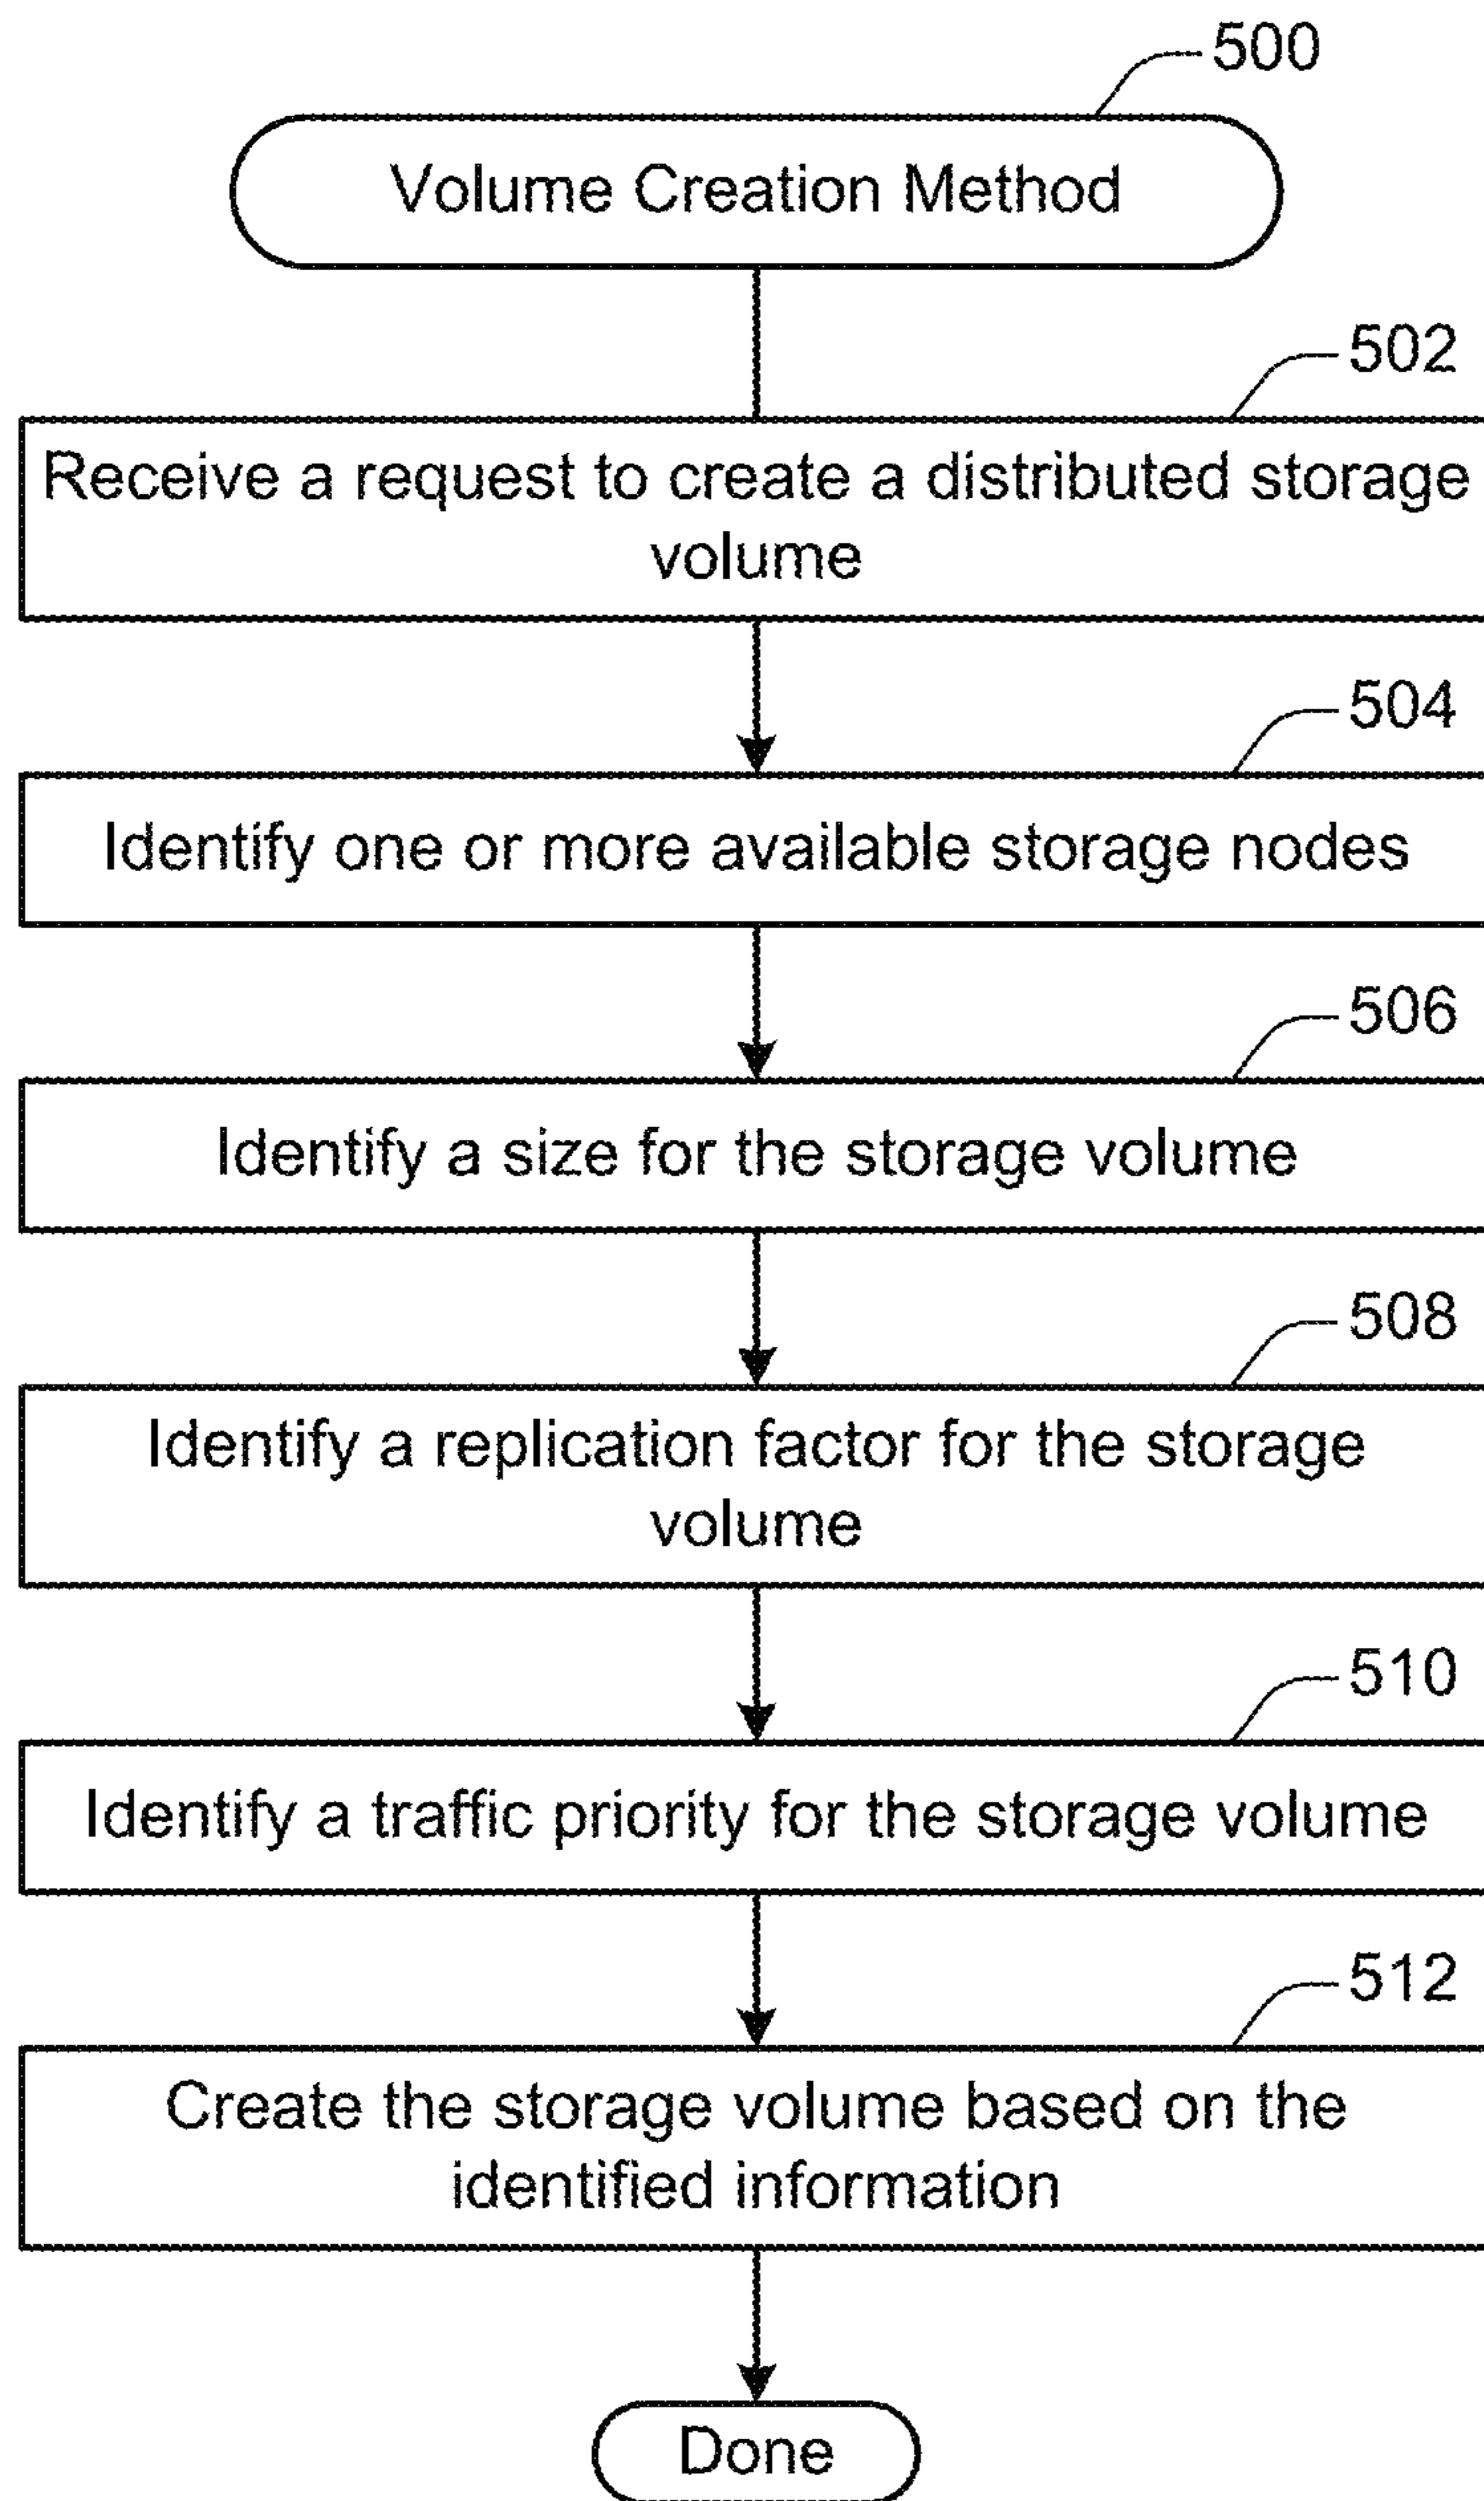 500
Volume Creation Method
502
Receive a request to create a distributed storage
volume
504
Identify one or more available storage nodes
506
Identify a size for the storage volume
508
Identify a replication factor for the storage
volume
510
Identify a traffic priority for the storage volume
512
Create the storage volume based on the
identified information
Done